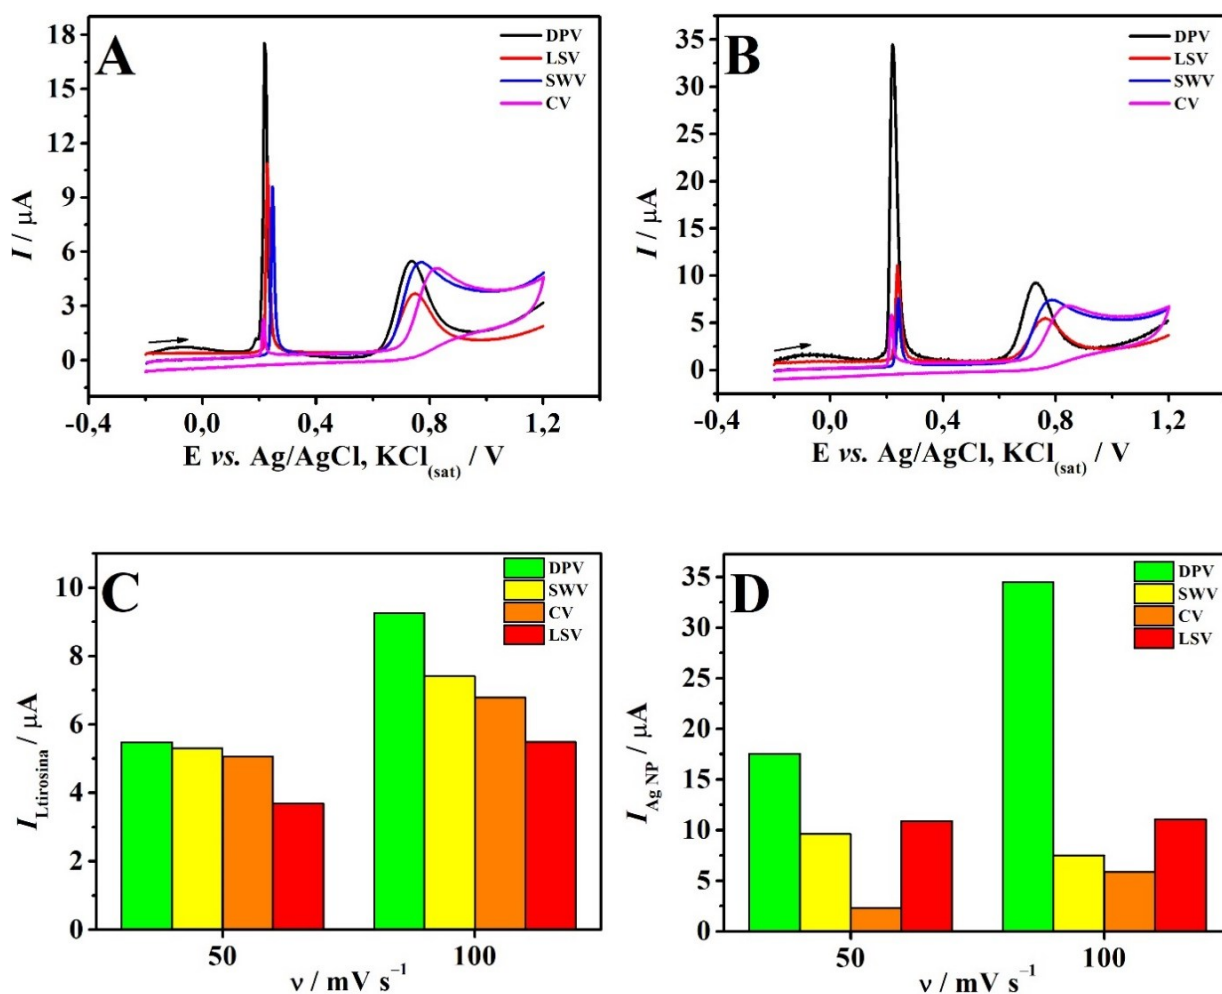 A
DPV
LSV
SWV
CV
18
15
12
9
6
3
0
I / μA
-0,4 0,0 0,4 0,8 1,2
E vs. Ag/AgCl, KCl(sat) / V
B
DPV
LSV
SWV
CV
35
30
25
20
15
10
5
0
I / μA
-0,4 0,0 0,4 0,8 1,2
E vs. Ag/AgCl, KCl(sat) / V
C
DPV
SWV
CV
LSV
10
8
6
4
2
0
I Ltirosina / μA
50 100
ν / mV s⁻¹
D
DPV
SWV
CV
LSV
35
30
25
20
15
10
5
0
I Ag NP / μA
50 100
ν / mV s⁻¹